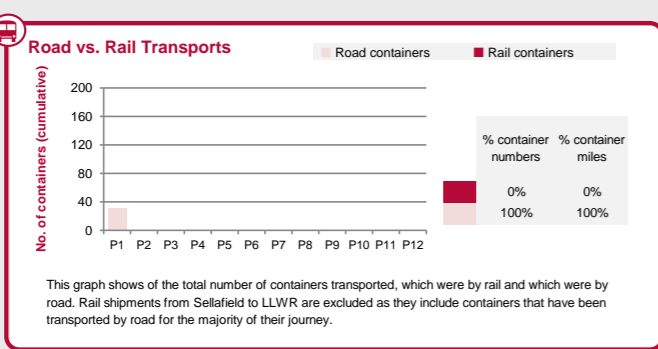 Road vs. Rail Transports
Road containers
Rail containers
No. of containers (cumulative)
200
160
120
80
40
0
P1 P2 P3 P4 P5 P6 P7 P8 P9 P10 P11 P12
% container numbers
% container miles
0% 0%
100% 100%
This graph shows of the total number of containers transported, which were by rail and which were by
road. Rail shipments from Sellafield to LLWR are excluded as they include containers that have been
transported by road for the majority of their journey.